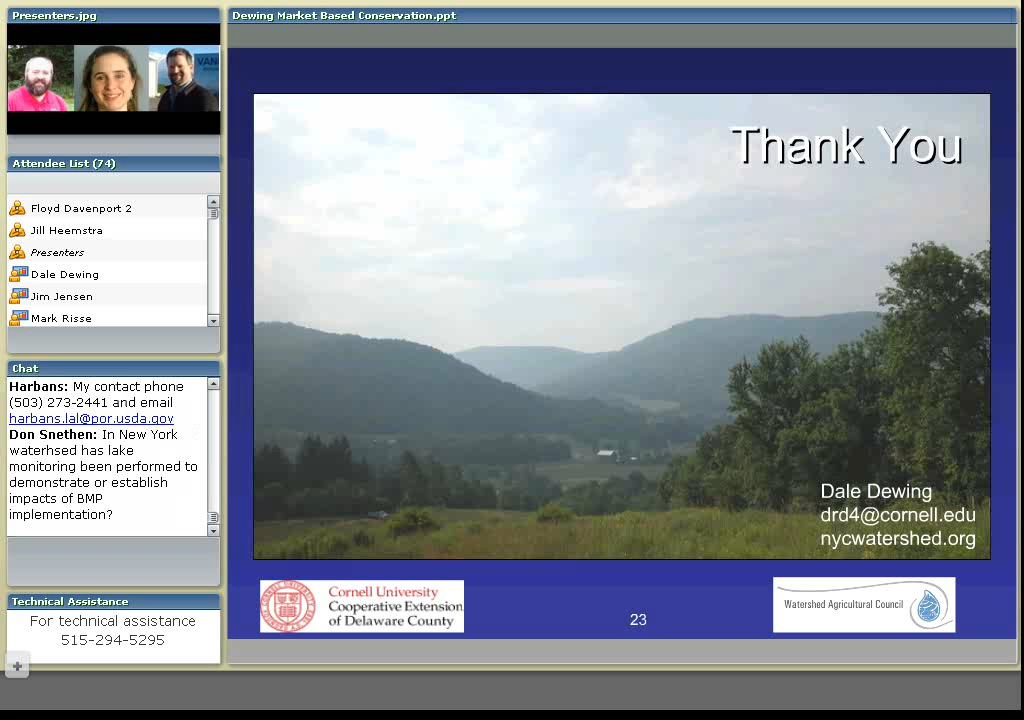 Presenters.jpg
VAN
Attendee List (74)
Floyd Davenport 2
Jill Heemstra
Presenters
Dale Dewing
Jim Jensen
Mark Risse
Chat
Harbans: My contact phone
(503) 273-2441 and email
harbans.lal@por.usda.gov
Don Snethen: In New York
waterhsed has lake
monitoring been performed to
demonstrate or establish
impacts of BMP
implementation?
Technical Assistance
For technical assistance
515-294-5295
Dewing Market Based Conservation.ppt
Thank You
Dale Dewing
drd4@cornell.edu
nycwatershed.org
Cornell University
Cooperative Extension
of Delaware County
23
Watershed Agricultural Council